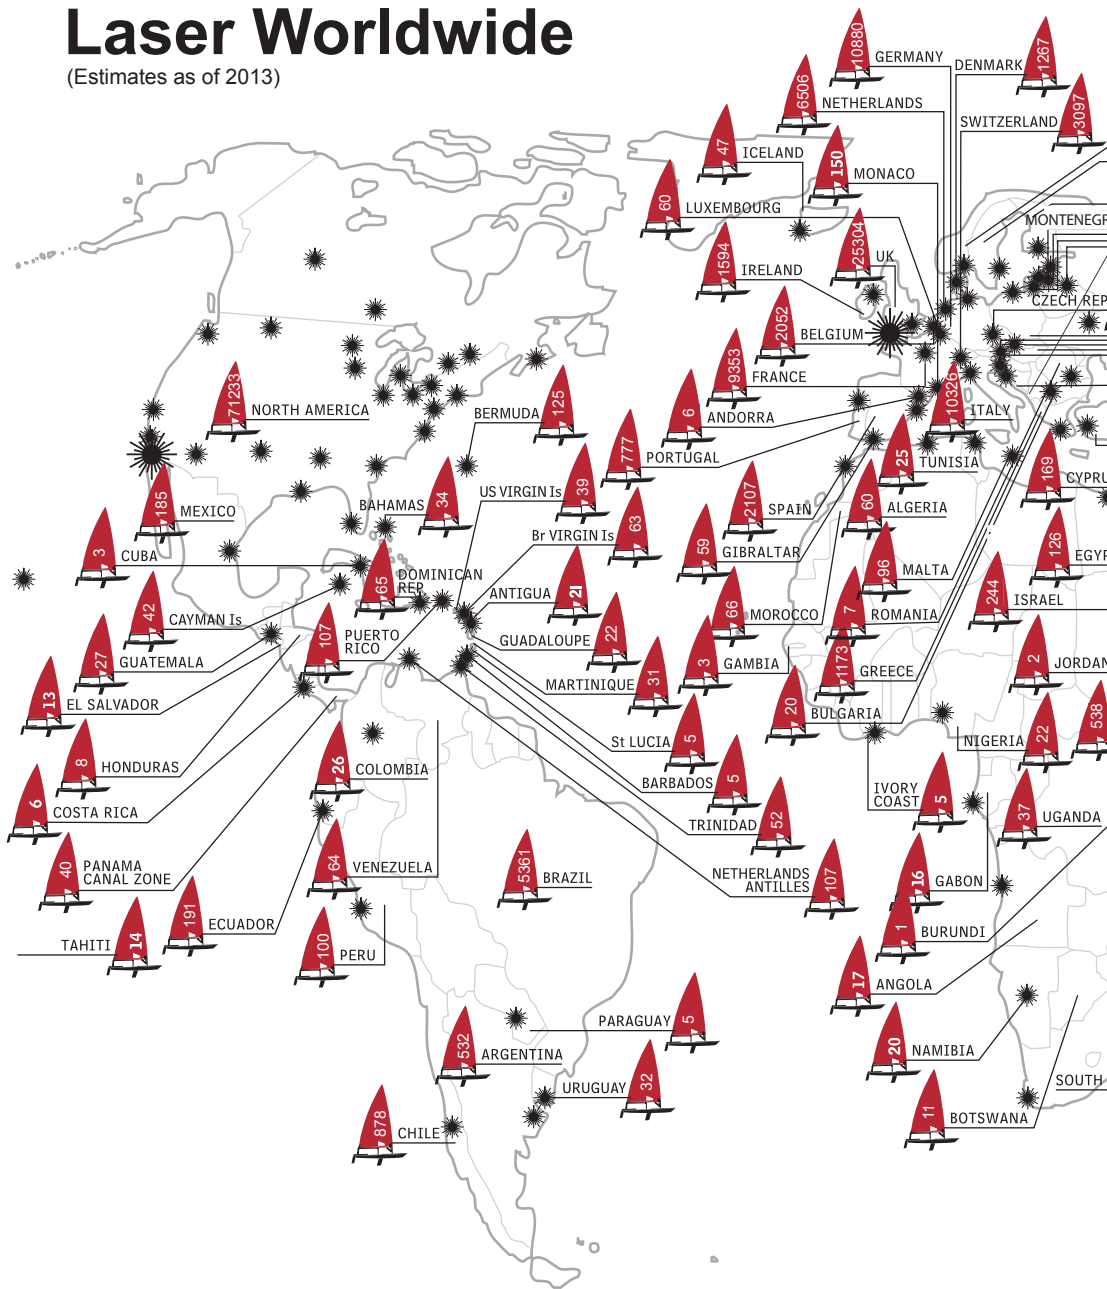 Laser Worldwide
(Estimates as of 2013)
10880
GERMANY
DENMARK
1267
6506
NETHERLANDS
SWITZERLAND
3097
47
ICELAND
150
MONACO
60
LUXEMBOURG
MONTENEGR
1594
IRELAND
25304
UK
2052
BELGIUM
CZECH REP
9353
FRANCE
771233
NORTH AMERICA
125
BERMUDA
6
ANDORRA
10326
ITALY
777
PORTUGAL
25
TUNISIA
169
CYPRU
185
MEXICO
34
BAHAMAS
39
US VIRGIN Is
2107
SPAIN
60
ALGERIA
3
CUBA
63
Br VIRGIN Is
59
GIBRALTAR
126
EGYP
65
DOMINICAN
REP
21
ANTIGUA
96
MALTA
244
ISRAEL
42
CAYMAN Is
107
PUERTO
RICO
22
GUADALOUPE
66
MOROCCO
7
ROMANIA
27
GUATEMALA
31
MARTINIQUE
3
GAMBIA
1173
GREECE
2
JORDAN
13
EL SALVADOR
5
St LUCIA
20
BULGARIA
22
NIGERIA
538
8
HONDURAS
26
COLOMBIA
5
BARBADOS
IVORY
COAST
5
6
COSTA RICA
52
TRINIDAD
37
UGANDA
40
PANAMA
CANAL ZONE
64
VENEZUELA
5361
BRAZIL
NETHERLANDS
ANTILLES
107
16
GABON
191
ECUADOR
1
BURUNDI
TAHITI
14
100
PERU
17
ANGOLA
PARAGUAY
5
532
ARGENTINA
20
NAMIBIA
URUGUAY
32
SOUTH
878
CHILE
11
BOTSWANA